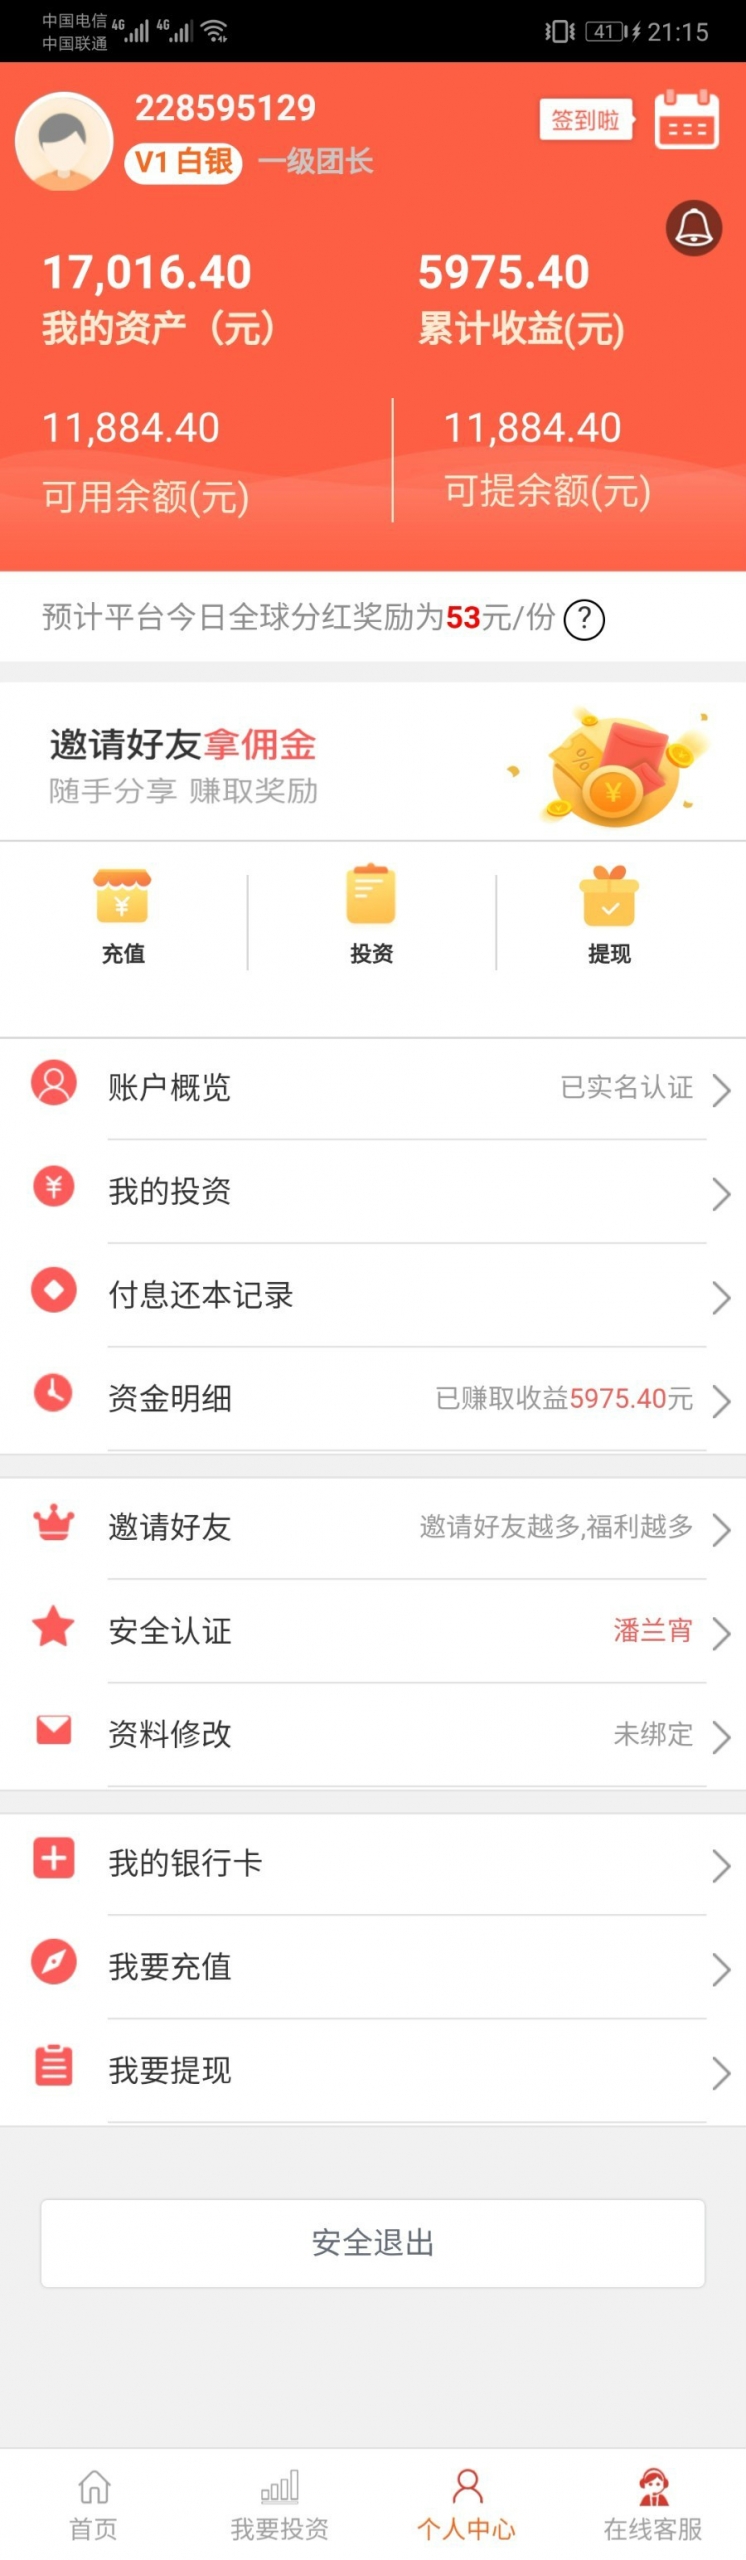 中国电信 4G 4G
中国联通
41 21:15
228595129
签到啦
V1 白银 一级团长
17,016.40 5975.40
我的资产（元） 累计收益(元)
11,884.40 11,884.40
可用余额(元) 可提余额(元)
预计平台今日全球分红奖励为53元/份 ?
邀请好友拿佣金
随手分享 赚取奖励
充值 投资 提现
账户概览 已实名认证
我的投资
付息还本记录
资金明细 已赚取收益5975.40元
邀请好友 邀请好友越多,福利越多
安全认证 潘兰宵
资料修改 未绑定
我的银行卡
我要充值
我要提现
安全退出
首页 我要投资 个人中心 在线客服